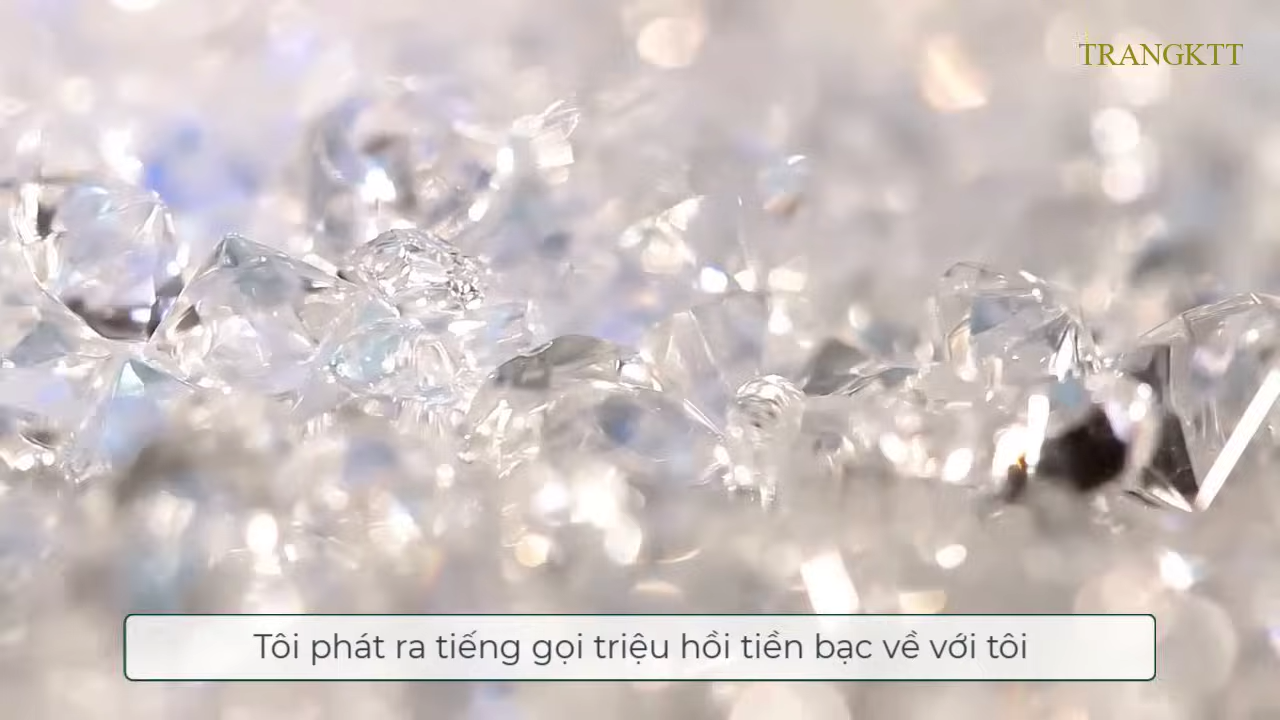 TRANGKTT
Tôi phát ra tiếng gọi triệu hồi tiền bạc về với tôi